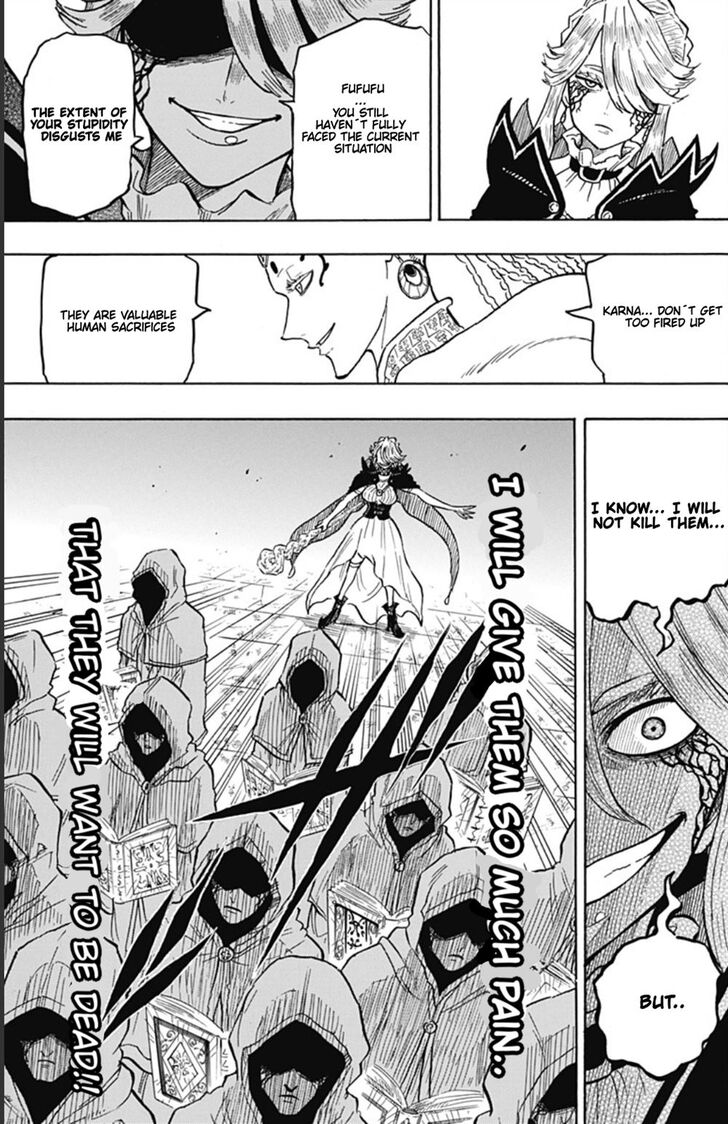 FUFUFU
...
YOU STILL
HAVEN´T FULLY
FACED THE CURRENT
SITUATION
THE EXTENT OF
YOUR STUPIDITY
DISGUSTS ME
KARNA... DON´T GET
TOO FIRED UP
THEY ARE VALUABLE
HUMAN SACRIFICES
I KNOW... I WILL
NOT KILL THEM...
BUT..
I WILL GIVE THEM SO MUCH PAIN..
THAT THEY WILL WANT TO BE DEAD!!